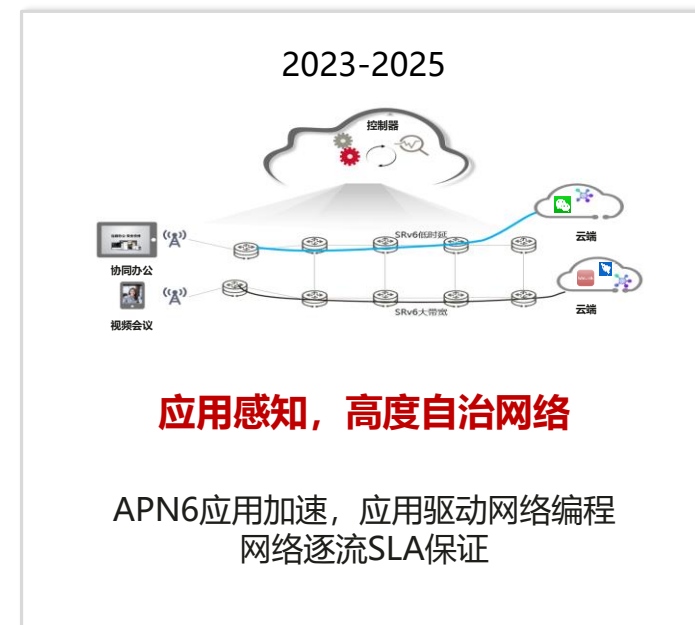 2023-2025
控制器
SRv6低时延
云端
协同办公
视频会议
SRv6大带宽
云端
应用感知，高度自治网络
APN6应用加速，应用驱动网络编程
网络逐流SLA保证